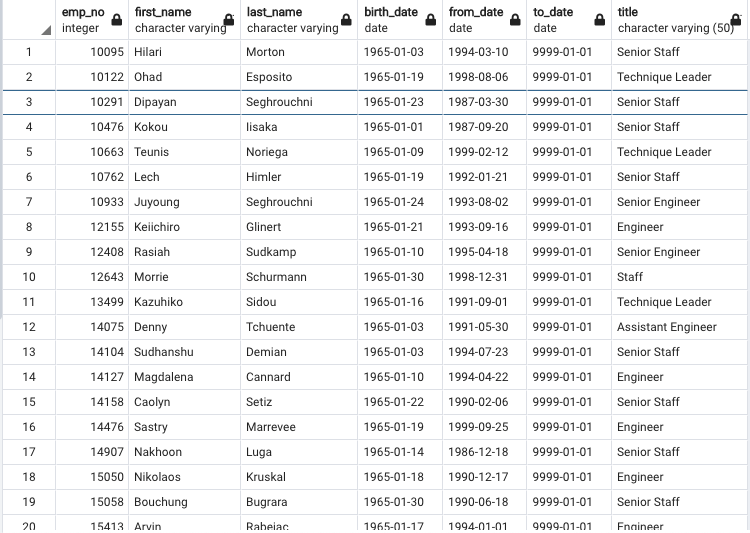 emp_no first_name last_name birth_date from_date to_date title
integer character varying character varying date date date character varying (50)
1 10095 Hilari Morton 1965-01-03 1994-03-10 9999-01-01 Senior Staff
2 10122 Ohad Esposito 1965-01-19 1998-08-06 9999-01-01 Technique Leader
3 10291 Dipayan Seghrouchni 1965-01-23 1987-03-30 9999-01-01 Senior Staff
4 10476 Kokou Iisaka 1965-01-01 1987-09-20 9999-01-01 Senior Staff
5 10663 Teunis Noriega 1965-01-09 1999-02-12 9999-01-01 Technique Leader
6 10762 Lech Himler 1965-01-19 1992-01-21 9999-01-01 Senior Staff
7 10933 Juyoung Seghrouchni 1965-01-24 1993-08-02 9999-01-01 Senior Engineer
8 12155 Keiichiro Glinert 1965-01-21 1993-09-16 9999-01-01 Engineer
9 12408 Rasiah Sudkamp 1965-01-10 1995-04-18 9999-01-01 Senior Engineer
10 12643 Morrie Schurmann 1965-01-30 1998-12-31 9999-01-01 Staff
11 13499 Kazuhiko Sidou 1965-01-16 1991-09-01 9999-01-01 Technique Leader
12 14075 Denny Tchuente 1965-01-03 1991-05-30 9999-01-01 Assistant Engineer
13 14104 Sudhanshu Demian 1965-01-03 1994-07-23 9999-01-01 Senior Staff
14 14127 Magdalena Cannard 1965-01-10 1994-04-22 9999-01-01 Engineer
15 14158 Caolyn Setiz 1965-01-22 1990-02-06 9999-01-01 Senior Staff
16 14476 Sastry Marrevee 1965-01-19 1999-09-25 9999-01-01 Engineer
17 14907 Nakhoon Luga 1965-01-14 1986-12-18 9999-01-01 Senior Staff
18 15050 Nikolaos Kruskal 1965-01-18 1990-12-17 9999-01-01 Engineer
19 15058 Bouchung Bugrara 1965-01-30 1990-06-18 9999-01-01 Senior Staff
20 15413 Arvin Rabejac 1965-01-17 1994-01-01 9999-01-01 Engineer